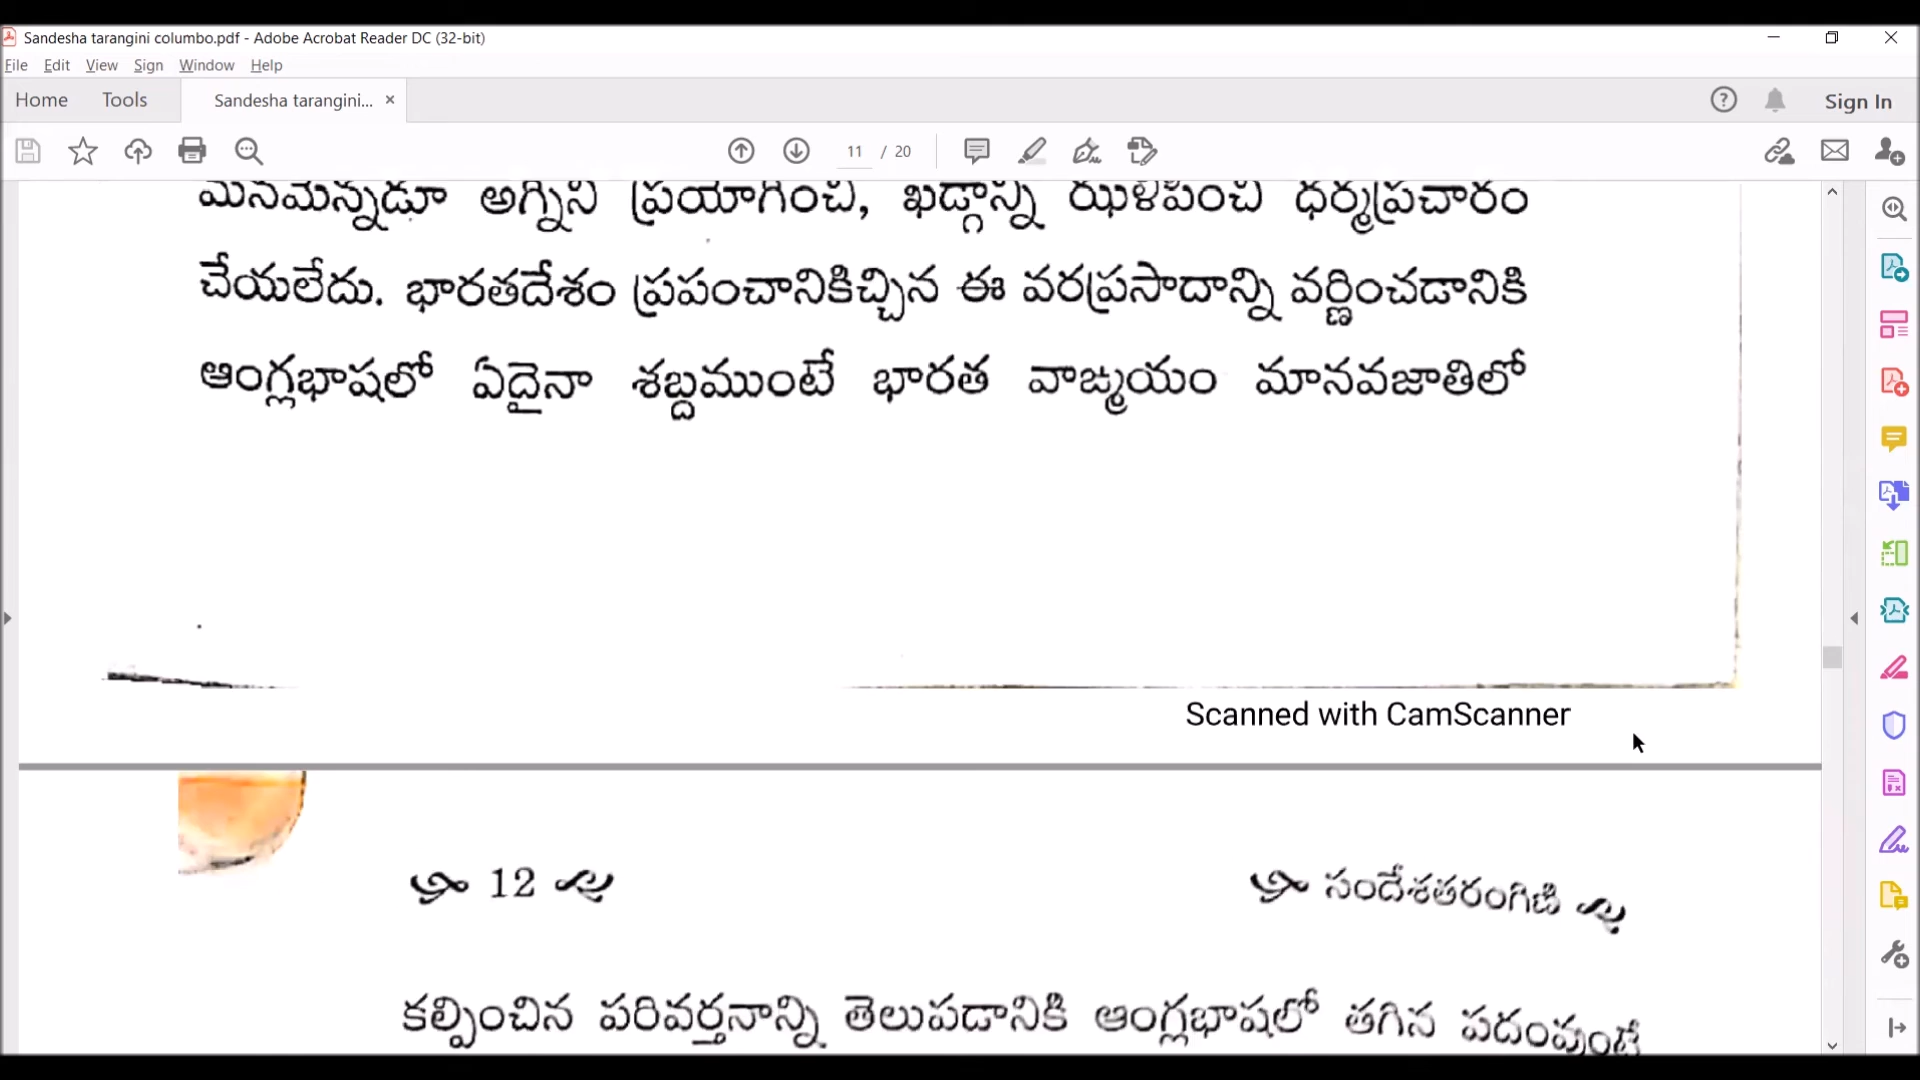 Sandesha tarangini columbo.pdf - Adobe Acrobat Reader DC (32-bit)
File Edit View Sign Window Help
Home Tools Sandesha tarangini... Sign In
11 / 20
మనమెన్నడూ అగ్నిని ప్రయోగించి, ఖడ్గాన్ని ఝళిపించి ధర్మప్రచారం
చేయలేదు. భారతదేశం ప్రపంచానికిచ్చిన ఈ వరప్రసాదాన్ని వర్ణించడానికి
ఆంగ్లభాషలో ఏదైనా శబ్దముంటే భారత వాఙ్మయం మానవజాతిలో
Scanned with CamScanner
12 సందేశతరంగిణి
కల్పించిన పరివర్తనాన్ని తెలుపడానికి ఆంగ్లభాషలో తగిన పదంవుంటే